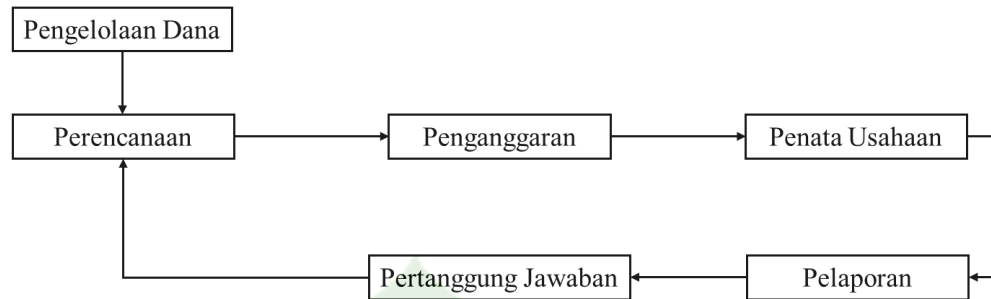 Pengelolaan Dana
Perencanaan
Penganggaran
Penata Usahaan
Pertanggung Jawaban
Pelaporan